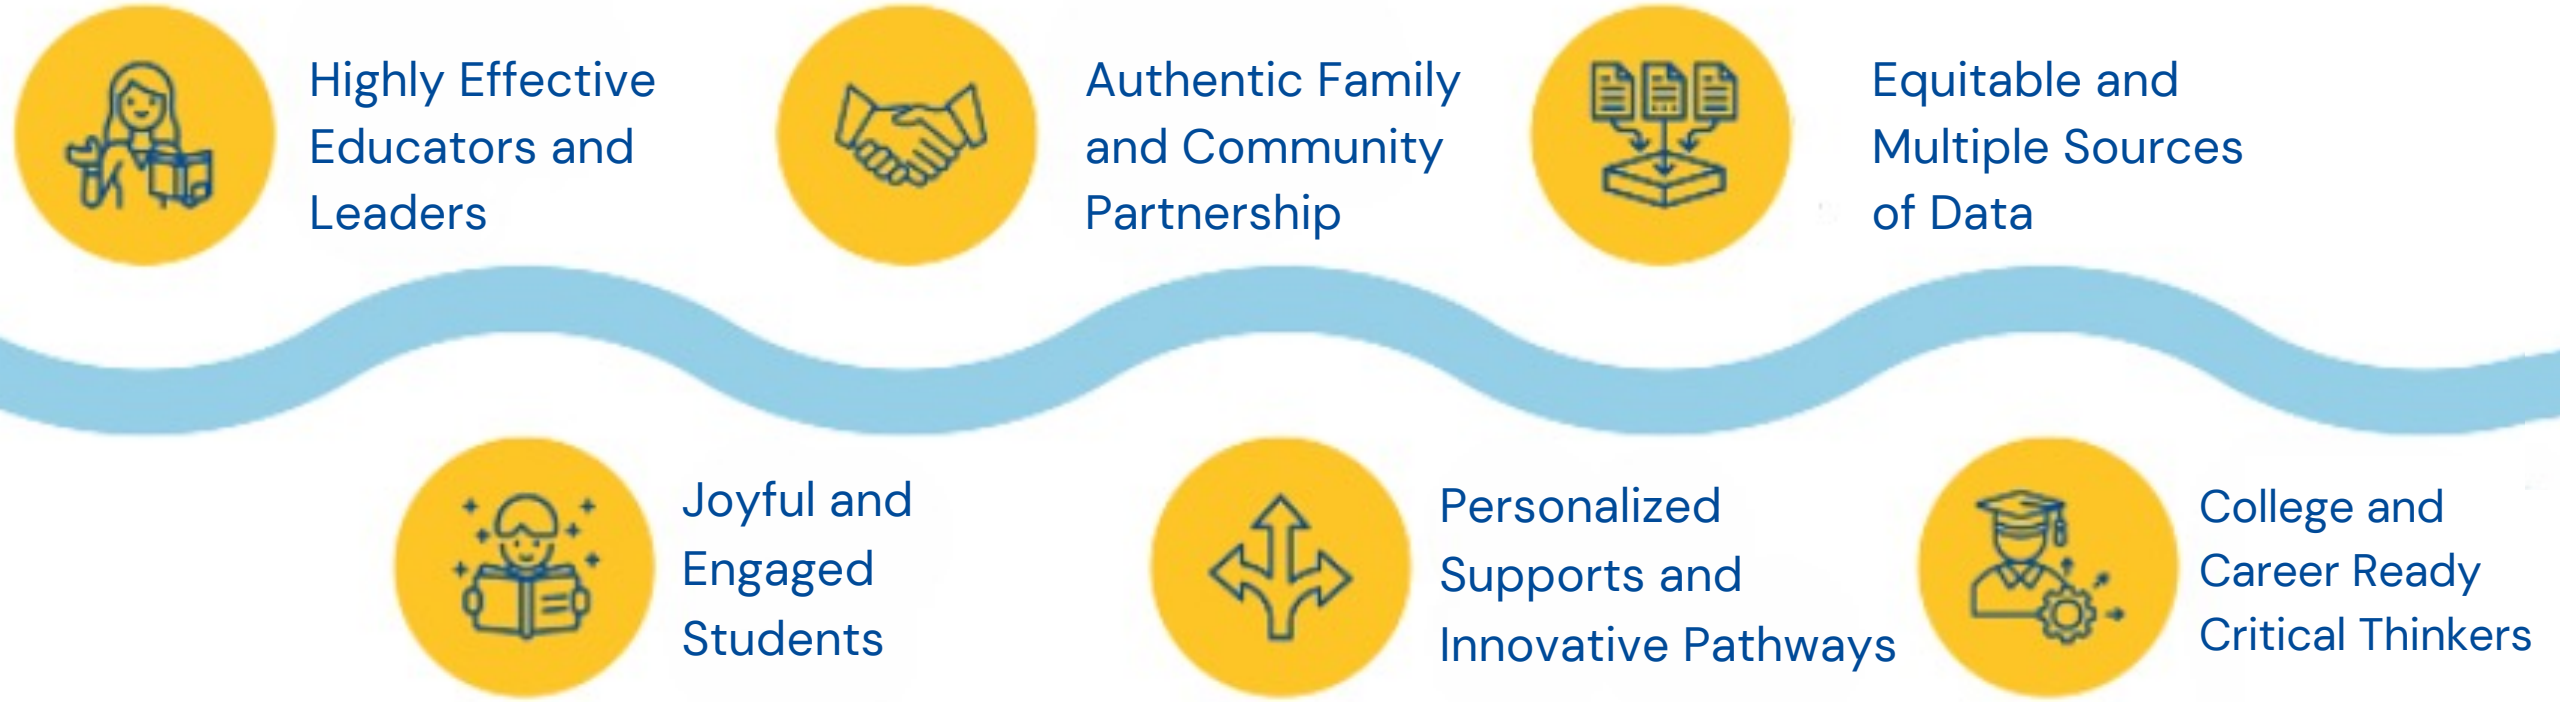 Highly Effective
Educators and
Leaders
Authentic Family
and Community
Partnership
Equitable and
Multiple Sources
of Data
Joyful and
Engaged
Students
Personalized
Supports and
Innovative Pathways
College and
Career Ready
Critical Thinkers